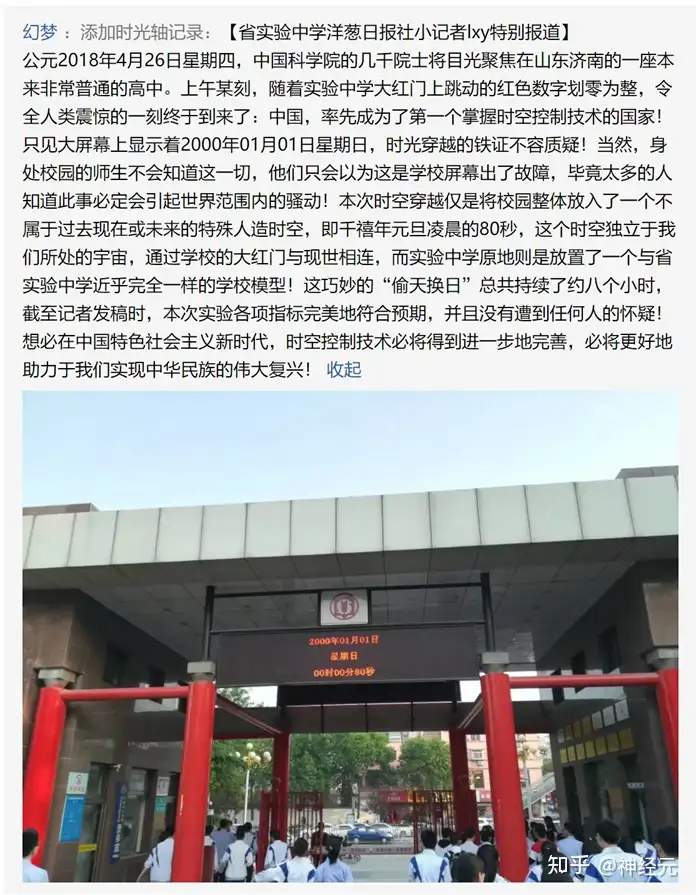 幻梦 ：添加时光轴记录：【省实验中学洋葱日报社小记者lxy特别报道】
公元2018年4月26日星期四，中国科学院的几千院士将目光聚焦在山东济南的一座本
来非常普通的高中。上午某刻，随着实验中学大红门上跳动的红色数字划零为整，令
全人类震惊的一刻终于到来了：中国，率先成为了第一个掌握时空控制技术的国家！
只见大屏幕上显示着2000年01月01日星期日，时光穿越的铁证不容质疑！当然，身
处校园的师生不会知道这一切，他们只会以为这是学校屏幕出了故障，毕竟太多的人
知道此事必定会引起世界范围内的骚动！本次时空穿越仅是将校园整体放入了一个不
属于过去现在或未来的特殊人造时空，即千禧年元旦凌晨的80秒，这个时空独立于我
们所处的宇宙，通过学校的大红门与现世相连，而实验中学原地则是放置了一个与省
实验中学近乎完全一样的学校模型！这巧妙的“偷天换日”总共持续了约八个小时，
截至记者发稿时，本次实验各项指标完美地符合预期，并且没有遭到任何人的怀疑！
想必在中国特色社会主义新时代，时空控制技术必将得到进一步地完善，必将更好地
助力于我们实现中华民族的伟大复兴！ 收起
2000年01月01日
星期日
00时00分80秒
知乎 @神经元